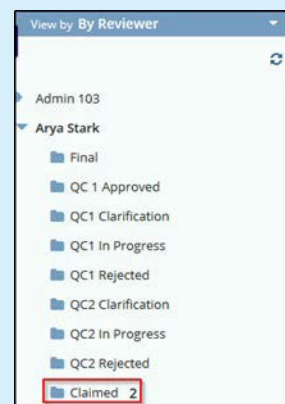 View by By Reviewer
Admin 103
Arya Stark
Final
QC 1 Approved
QC1 Clarification
QC1 In Progress
QC1 Rejected
QC2 Clarification
QC2 In Progress
QC2 Rejected
Claimed 2